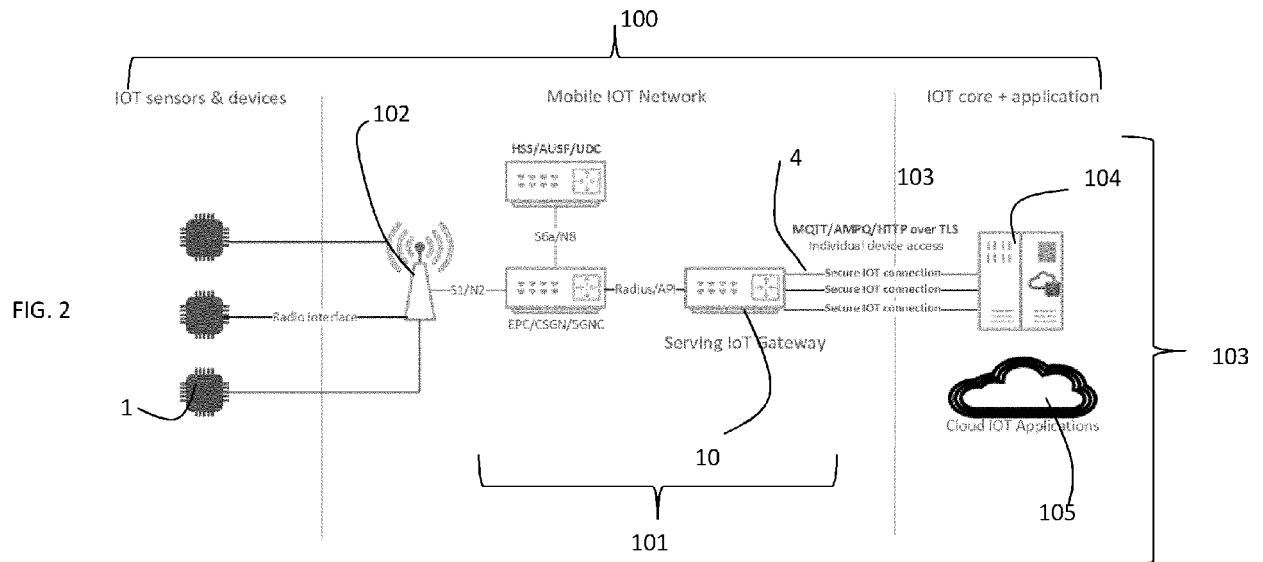 100
IOT sensors & devices
Mobile IOT Network
IOT core + application
102
HSS/AUSF/UDC
4
103
104
S6a/N8
MQTT/AMPQ/HTTP over TLS
Individual device access
Secure IOT connection
Secure IOT connection
Secure IOT connection
S1/N2
Radius/API
FIG. 2
Radio interface
EPC/CSGN/5GNC
Serving IoT Gateway
103
1
Cloud IOT Applications
10
105
101